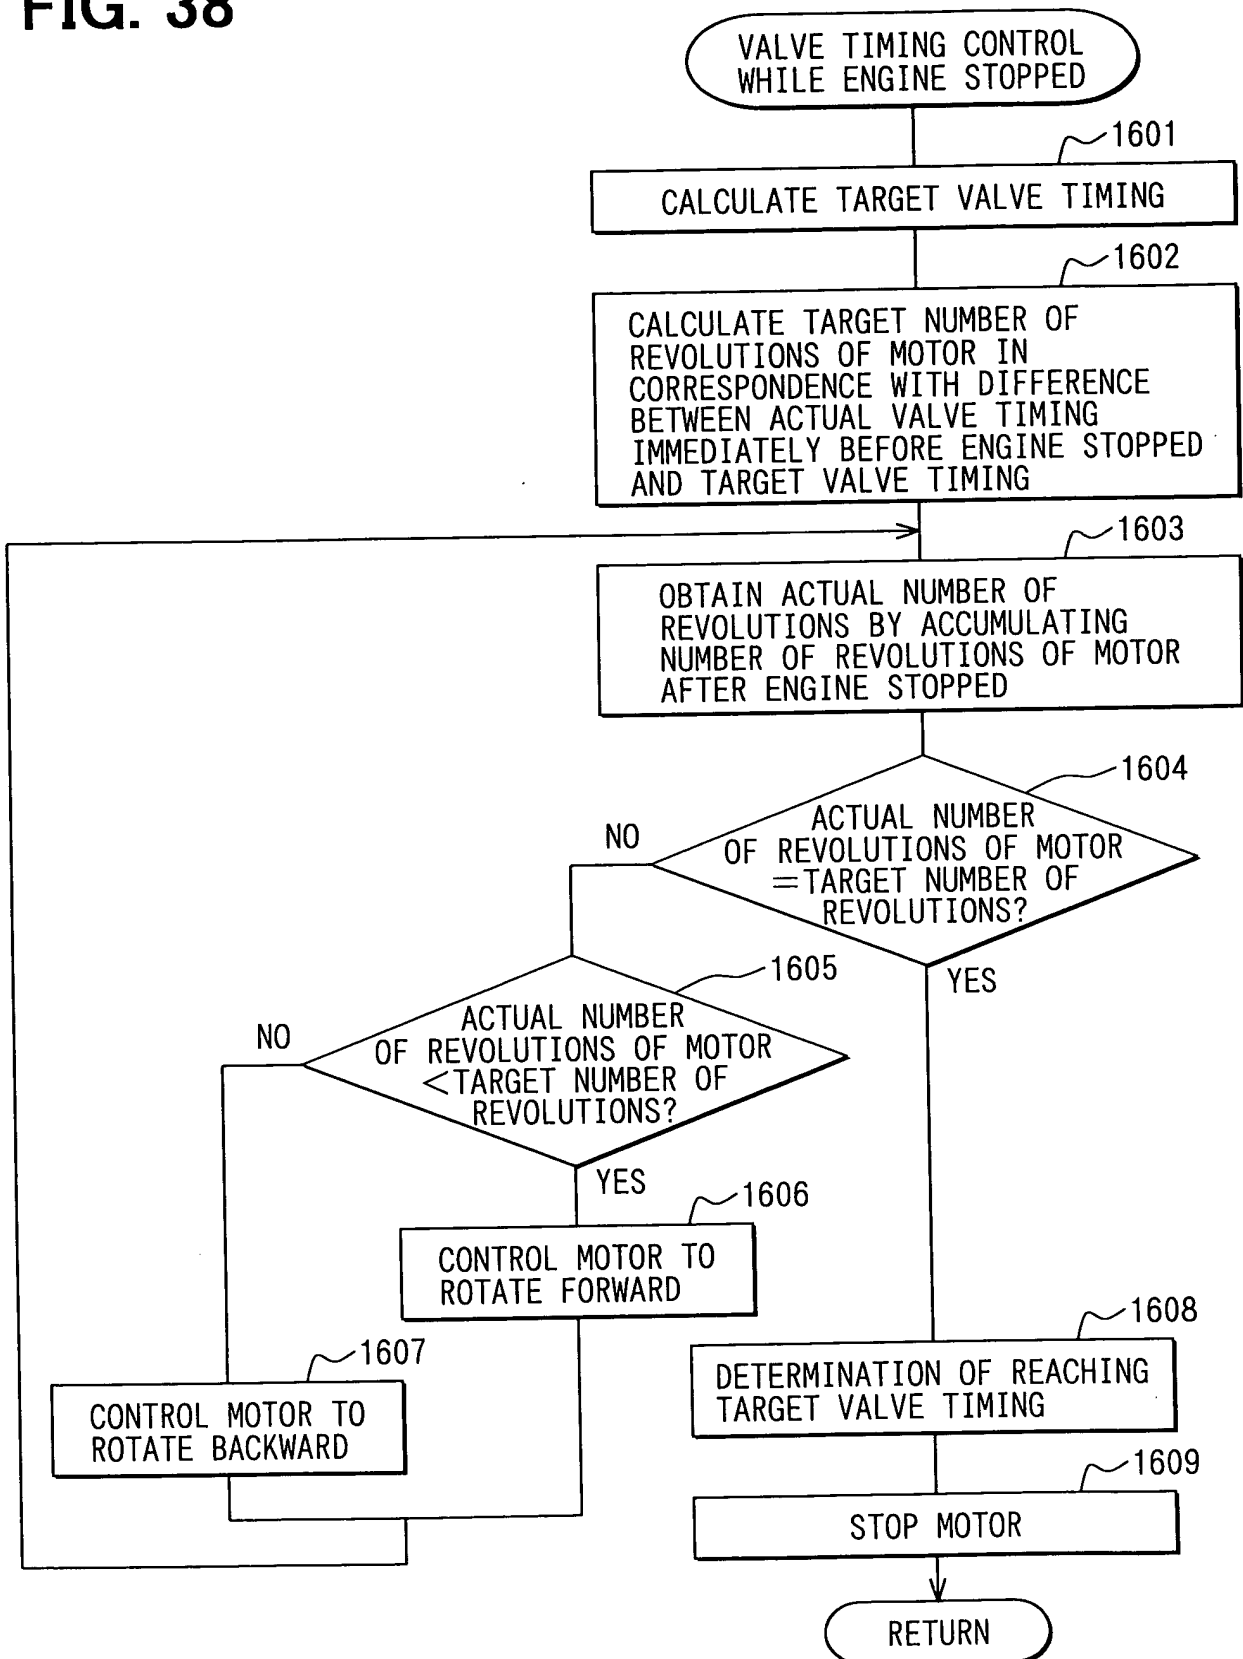 FIG. 38
VALVE TIMING CONTROL
WHILE ENGINE STOPPED
1601
CALCULATE TARGET VALVE TIMING
1602
CALCULATE TARGET NUMBER OF
REVOLUTIONS OF MOTOR IN
CORRESPONDENCE WITH DIFFERENCE
BETWEEN ACTUAL VALVE TIMING
IMMEDIATELY BEFORE ENGINE STOPPED
AND TARGET VALVE TIMING
1603
OBTAIN ACTUAL NUMBER OF
REVOLUTIONS BY ACCUMULATING
NUMBER OF REVOLUTIONS OF MOTOR
AFTER ENGINE STOPPED
1604
ACTUAL NUMBER
OF REVOLUTIONS OF MOTOR
=TARGET NUMBER OF
REVOLUTIONS?
NO
YES
1605
ACTUAL NUMBER
OF REVOLUTIONS OF MOTOR
<TARGET NUMBER OF
REVOLUTIONS?
NO
YES
1606
CONTROL MOTOR TO
ROTATE FORWARD
1607
CONTROL MOTOR TO
ROTATE BACKWARD
1608
DETERMINATION OF REACHING
TARGET VALVE TIMING
1609
STOP MOTOR
RETURN